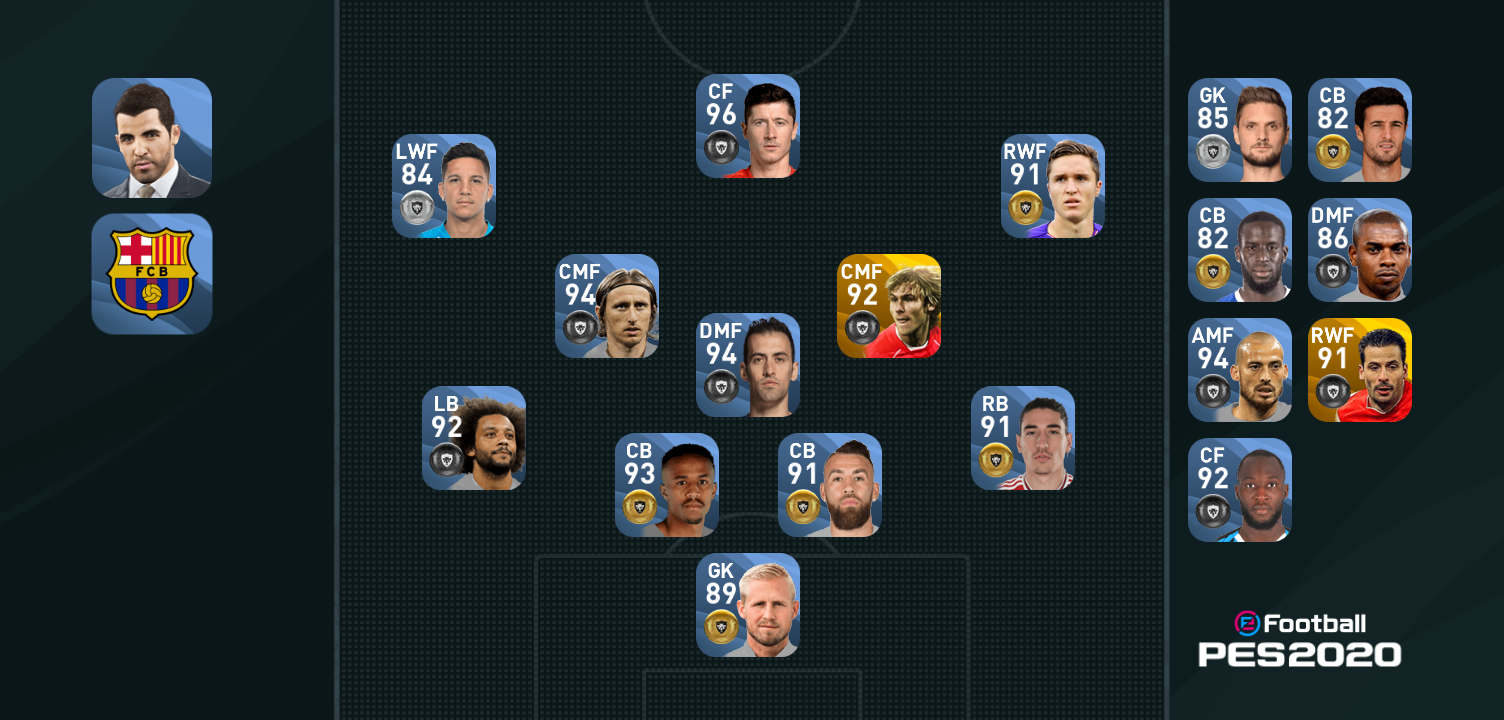 FCB
CF
96
LWF
84
RWF
91
CMF
94
CMF
92
DMF
94
LB
92
RB
91
CB
93
CB
91
GK
89
GK
85
CB
82
CB
82
DMF
86
AMF
94
RWF
91
CF
92
eFootball
PES2020